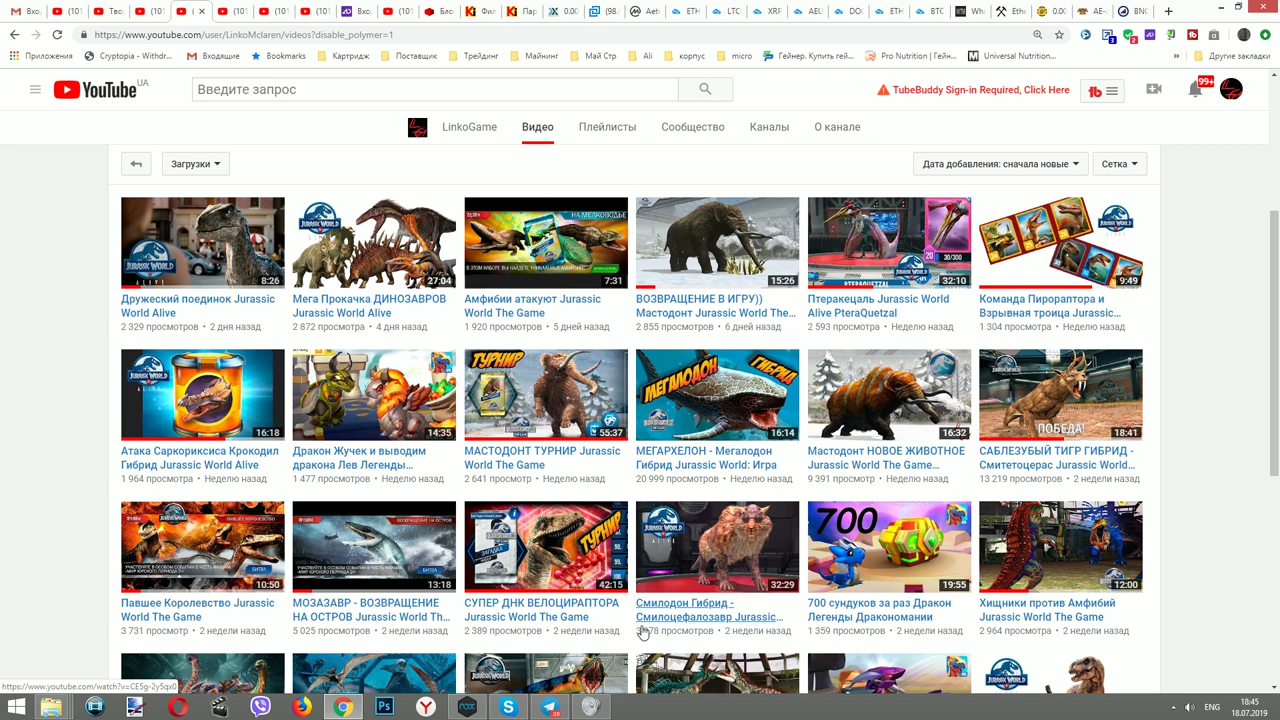 https://www.youtube.com/user/LinkoMclaren/videos?disable_polymer=1
Приложения
Cryptopia - Withdr...
Входящие
Bookmarks
Картридж
Портрет
Трейдинг
Майнинг
Май Стр
Ali
корпус
micro
Гейнер. Купить гей...
Pro Nutrition | Гейн...
Universal Nutrition...
Другие закладки
YouTube UA
Введите запрос
TubeBuddy Sign-in Required, Click Here
99+
LinkoGame
Видео
Плейлисты
Сообщество
Каналы
О канале
Загрузки
Дата добавления: сначала новые
Сетка
8:26
27:04
НА МЕЛКОВОДЬЕ
7:31
15:26
20
30/300
32:10
9:49
Дружеский поединок Jurassic
World Alive
2 329 просмотров • 2 дня назад
Мега Прокачка ДИНОЗАВРОВ
Jurassic World Alive
2 872 просмотра • 4 дня назад
Амфибии атакуют Jurassic
World The Game
1 920 просмотров • 5 дней назад
ВОЗВРАЩЕНИЕ В ИГРУ))
Мастодонт Jurassic World The...
2 855 просмотров • 6 дней назад
Птеракецаль Jurassic World
Alive PteraQuetzal
2 593 просмотра • Неделю назад
Команда Пирораптора и
Взрывная троица Jurassic...
1 304 просмотра • Неделю назад
16:18
14:35
ТУРНИР
55:37
МЕГАЛОДОН
ГИБРИД
16:14
16:32
ПОБЕДА!
18:41
Атака Саркориксиса Крокодил
Гибрид Jurassic World Alive
1 964 просмотра • Неделю назад
Дракон Жучек и выводим
дракона Лев Легенды...
1 477 просмотров • Неделю назад
МАСТОДОНТ ТУРНИР Jurassic
World The Game
2 641 просмотр • Неделю назад
МЕГАРХЕЛОН - Мегалодон
Гибрид Jurassic World: Игра
20 999 просмотров • Неделю назад
Мастодонт НОВОЕ ЖИВОТНОЕ
Jurassic World The Game...
9 391 просмотр • Неделю назад
САБЛЕЗУБЫЙ ТИГР ГИБРИД -
Смитетоцерас Jurassic World...
13 219 просмотров • 2 недели назад
10:50
ВОЗВРАЩЕНИЕ НА ОСТРОВ
БИТВА
13:18
ЗАГАДКЕ
ТУРНИР
42:15
32:29
700
19:55
12:00
Павшее Королевство Jurassic
World The Game
3 731 просмотр • 2 недели назад
МОЗАЗАВР - ВОЗВРАЩЕНИЕ
НА ОСТРОВ Jurassic World Th...
5 025 просмотров • 2 недели назад
СУПЕР ДНК ВЕЛОЦИРАПТОРА
Jurassic World The Game
2 389 просмотров • 2 недели назад
Смилодон Гибрид -
Смилоцефалозавр Jurassic...
просмотров • 2 недели назад
700 сундуков за раз Дракон
Легенды Дракономании
1 359 просмотров • 2 недели назад
Хищники против Амфибий
Jurassic World The Game
2 964 просмотра • 2 недели назад
https://www.youtube.com/watch?v=CE5g-2y5qx0
ENG
18:45
18.07.2019